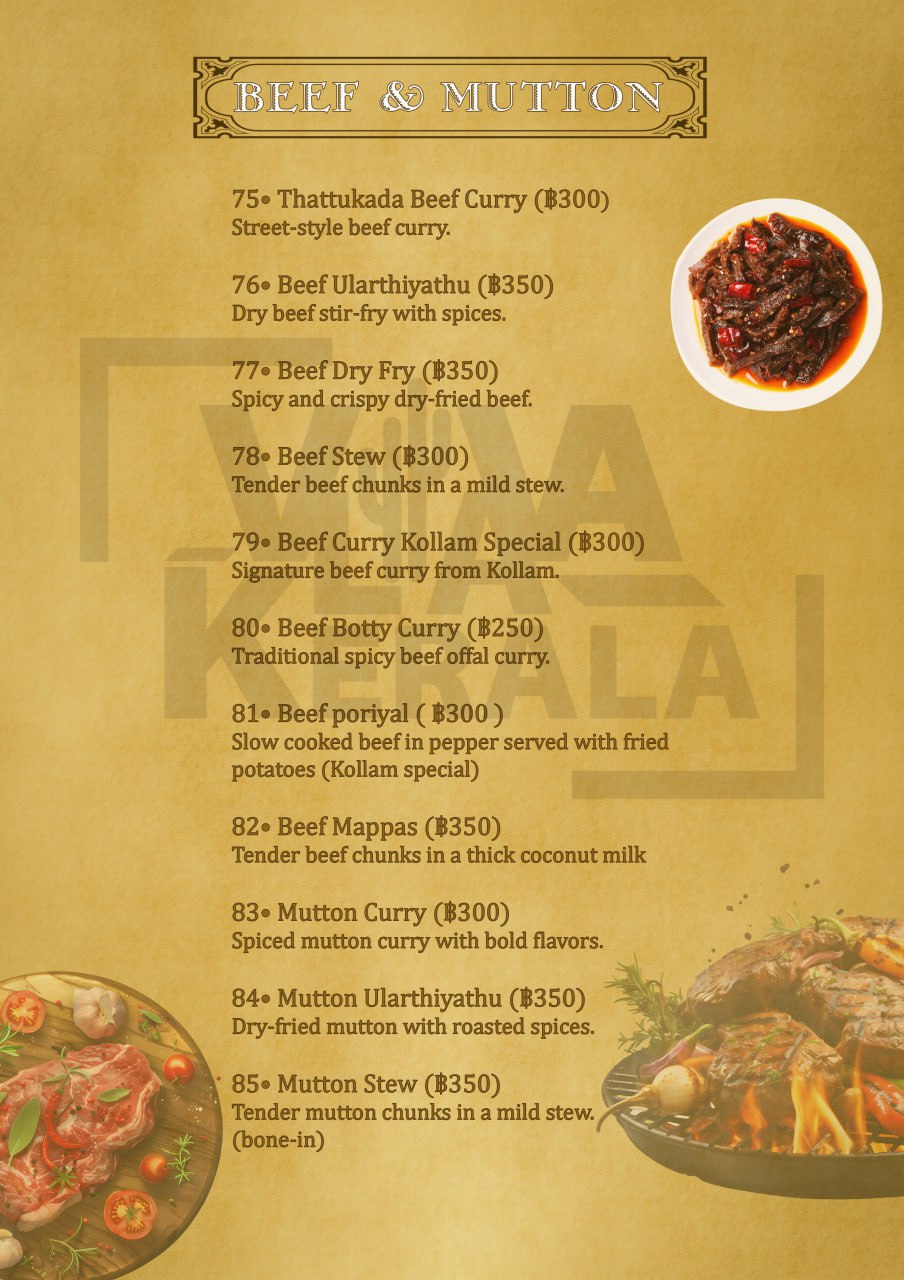 BEEF & MUTTON
75• Thattukada Beef Curry (฿300)
Street-style beef curry.
76• Beef Ularthiyathu (฿350)
Dry beef stir-fry with spices.
77• Beef Dry Fry (฿350)
Spicy and crispy dry-fried beef.
78• Beef Stew (฿300)
Tender beef chunks in a mild stew.
79• Beef Curry Kollam Special (฿300)
Signature beef curry from Kollam.
80• Beef Botty Curry (฿250)
Traditional spicy beef offal curry.
81• Beef poriyal ( ฿300 )
Slow cooked beef in pepper served with fried
potatoes (Kollam special)
82• Beef Mappas (฿350)
Tender beef chunks in a thick coconut milk
83• Mutton Curry (฿300)
Spiced mutton curry with bold flavors.
84• Mutton Ularthiyathu (฿350)
Dry-fried mutton with roasted spices.
85• Mutton Stew (฿350)
Tender mutton chunks in a mild stew.
(bone-in)
KERALA